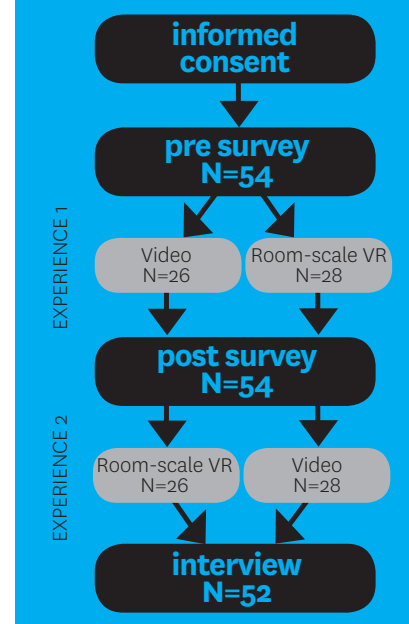 informed
consent
pre survey
N=54
EXPERIENCE 1
Video
N=26
Room-scale VR
N=28
post survey
N=54
EXPERIENCE 2
Room-scale VR
N=26
Video
N=28
interview
N=52